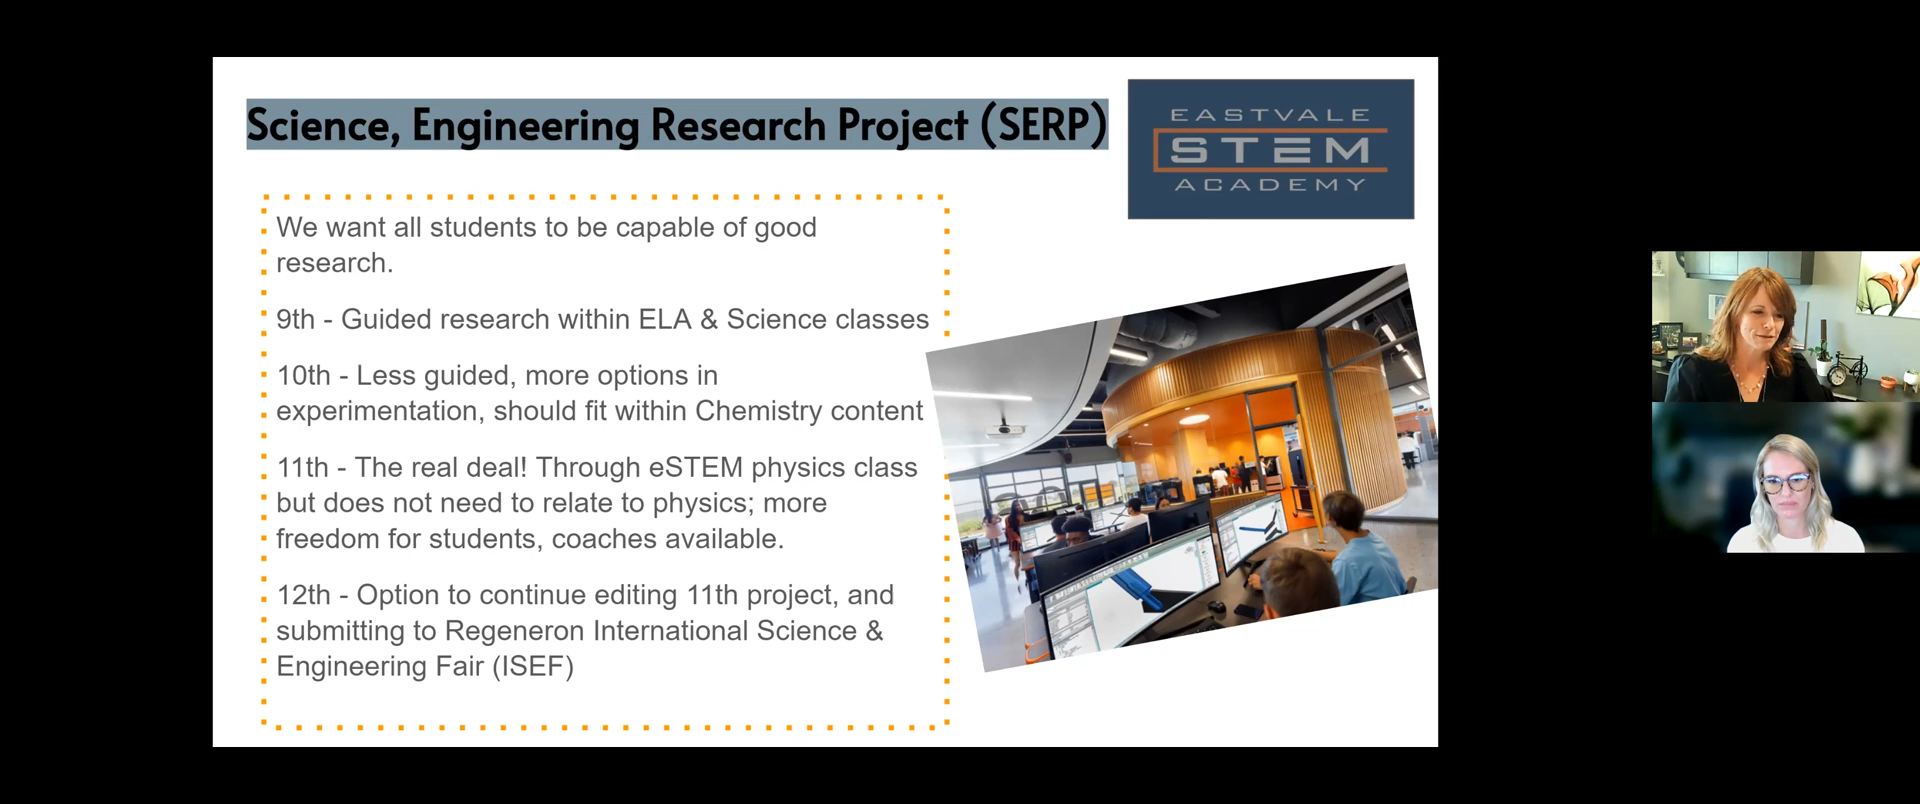 Science, Engineering Research Project (SERP)
EASTVALE
STEM
ACADEMY
We want all students to be capable of good
research.
9th - Guided research within ELA & Science classes
10th - Less guided, more options in
experimentation, should fit within Chemistry content
11th - The real deal! Through eSTEM physics class
but does not need to relate to physics; more
freedom for students, coaches available.
12th - Option to continue editing 11th project, and
submitting to Regeneron International Science &
Engineering Fair (ISEF)